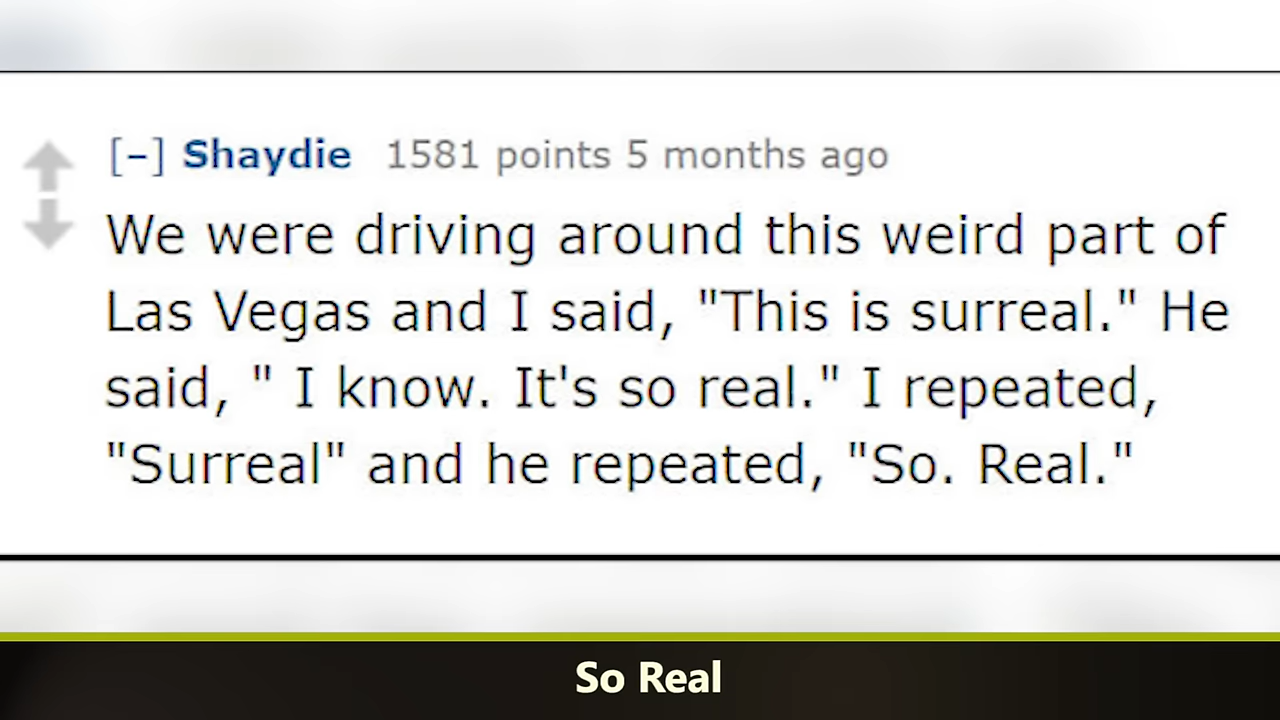 [–] Shaydie 1581 points 5 months ago
We were driving around this weird part of
Las Vegas and I said, "This is surreal." He
said, " I know. It's so real." I repeated,
"Surreal" and he repeated, "So. Real."
So Real